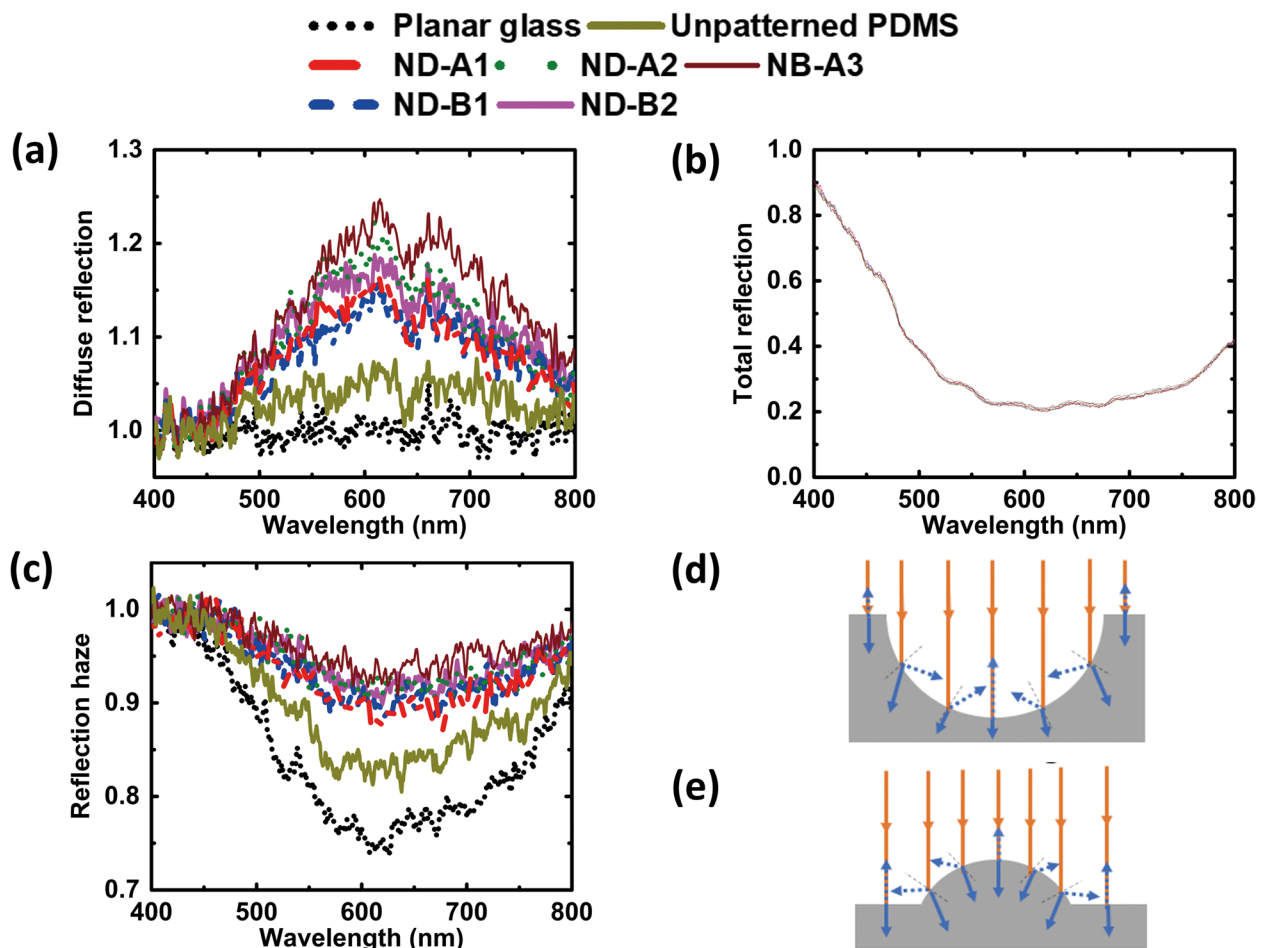 Planar glass Unpatterned PDMS
ND-A1 ND-A2 NB-A3
ND-B1 ND-B2
(a)
1.3
1.2
1.1
1.0
Diffuse reflection
400 500 600 700 800
Wavelength (nm)
(b)
1.0
0.8
0.6
0.4
0.2
0.0
Total reflection
400 500 600 700 800
Wavelength (nm)
(c)
1.0
0.9
0.8
0.7
Reflection haze
400 500 600 700 800
Wavelength (nm)
(d)
(e)